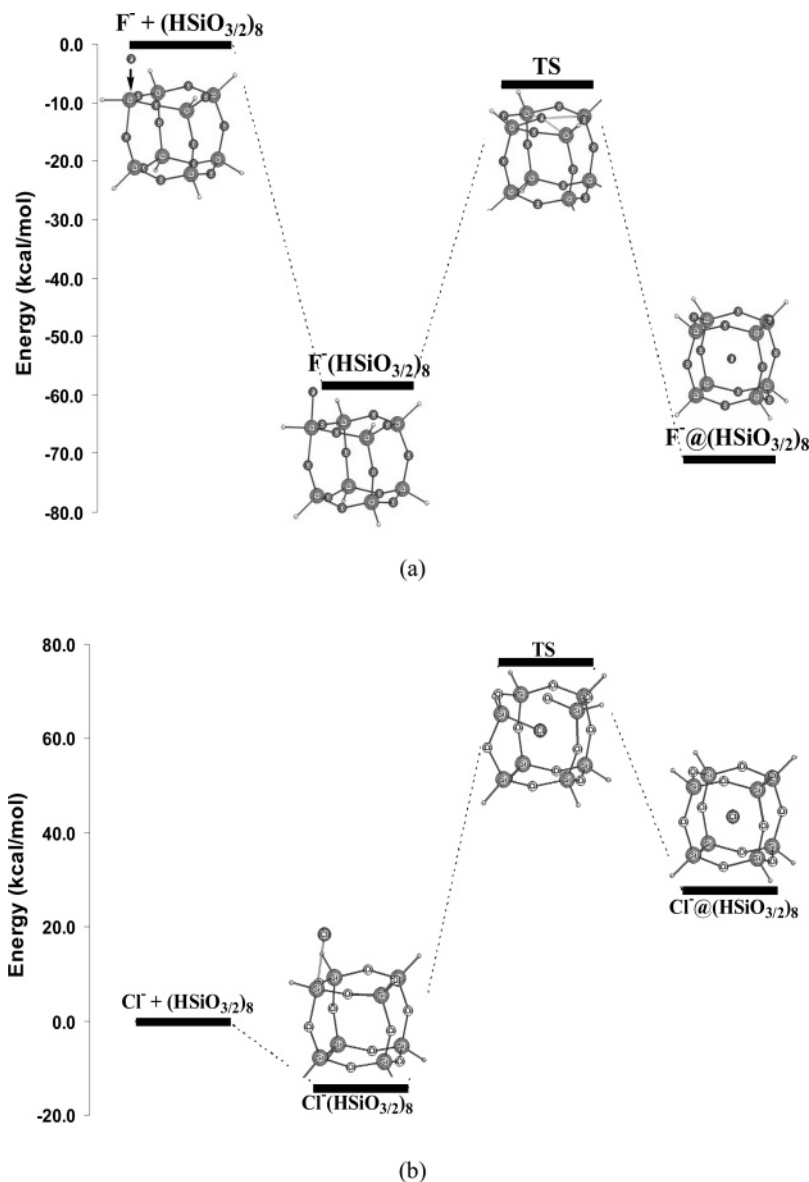 F⁻ + (HSiO₃/₂)₈
0.0
TS
-10.0
-20.0
-30.0
-40.0
-50.0
-60.0
-70.0
-80.0
Energy (kcal/mol)
F⁻(HSiO₃/₂)₈
F⁻@(HSiO₃/₂)₈
(a)
80.0
TS
60.0
40.0
20.0
0.0
-20.0
Energy (kcal/mol)
Cl⁻@(HSiO₃/₂)₈
Cl⁻ + (HSiO₃/₂)₈
Cl⁻(HSiO₃/₂)₈
(b)